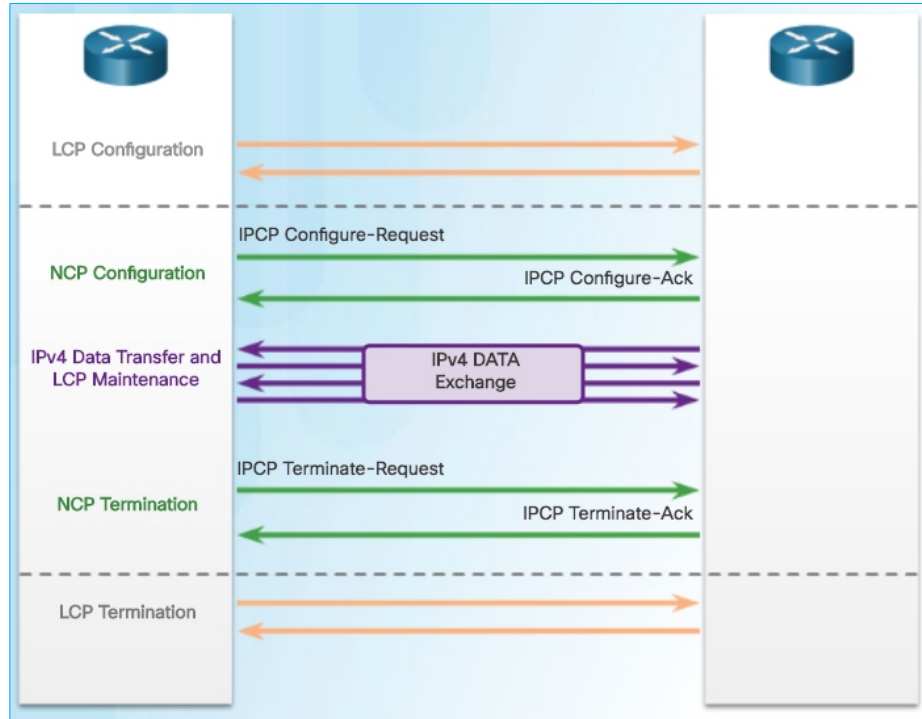 LCP Configuration
IPCP Configure-Request
NCP Configuration
IPCP Configure-Ack
IPv4 Data Transfer and
LCP Maintenance
IPv4 DATA
Exchange
IPCP Terminate-Request
NCP Termination
IPCP Terminate-Ack
LCP Termination